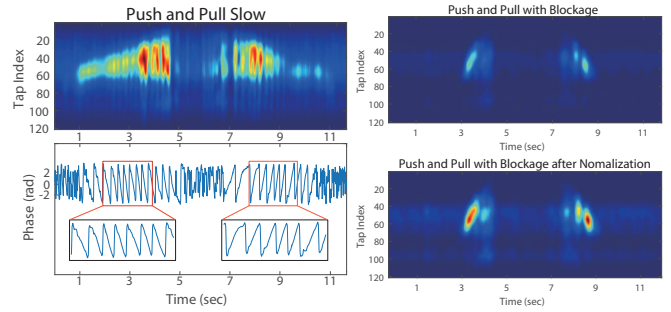 Push and Pull Slow
Tap Index
20
40
60
80
100
120
1 3 5 7 9 11
Phase (rad)
2
0
-2
1 3 5 7 9 11
Time (sec)
Push and Pull with Blockage
Tap Index
20
40
60
80
100
120
1 3 5 7 9 11
Time (sec)
Push and Pull with Blockage after Nomalization
Tap Index
20
40
60
80
100
120
1 3 5 7 9 11
Time (sec)